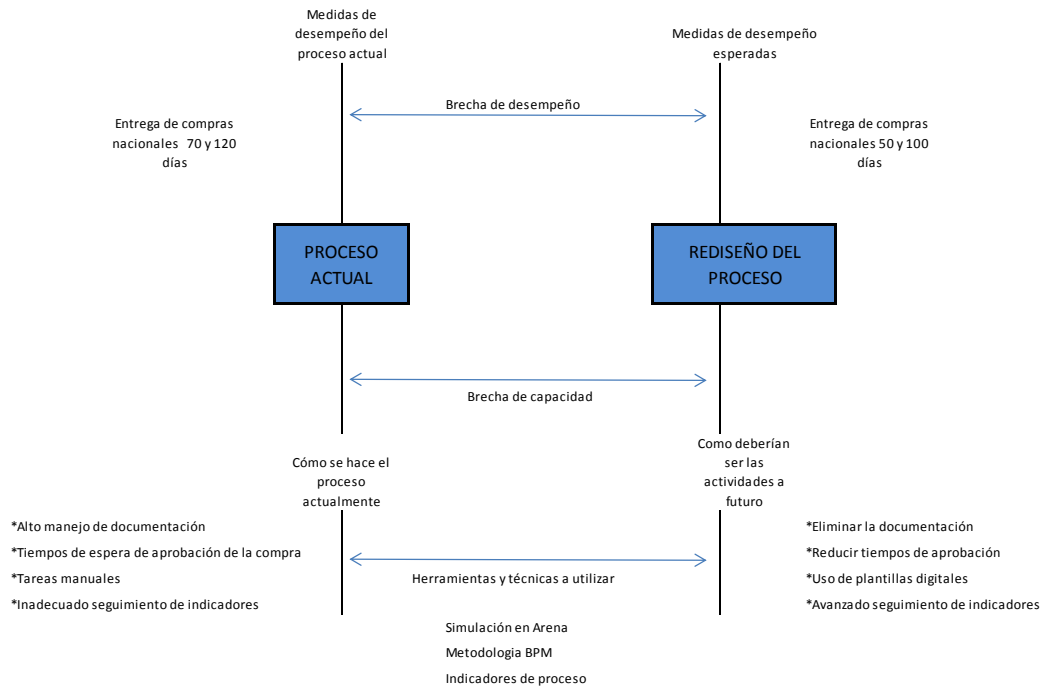 Medidas de
desempeño del
proceso actual
Medidas de desempeño
esperadas
Brecha de desempeño
Entrega de compras
nacionales 70 y 120
días
Entrega de compras
nacionales 50 y 100
días
PROCESO
ACTUAL
REDISEÑO DEL
PROCESO
Brecha de capacidad
Cómo se hace el
proceso
actualmente
Como deberían
ser las
actividades a
futuro
*Alto manejo de documentación
*Tiempos de espera de aprobación de la compra
*Tareas manuales
*Inadecuado seguimiento de indicadores
Herramientas y técnicas a utilizar
*Eliminar la documentación
*Reducir tiempos de aprobación
*Uso de plantillas digitales
*Avanzado seguimiento de indicadores
Simulación en Arena
Metodologia BPM
Indicadores de proceso